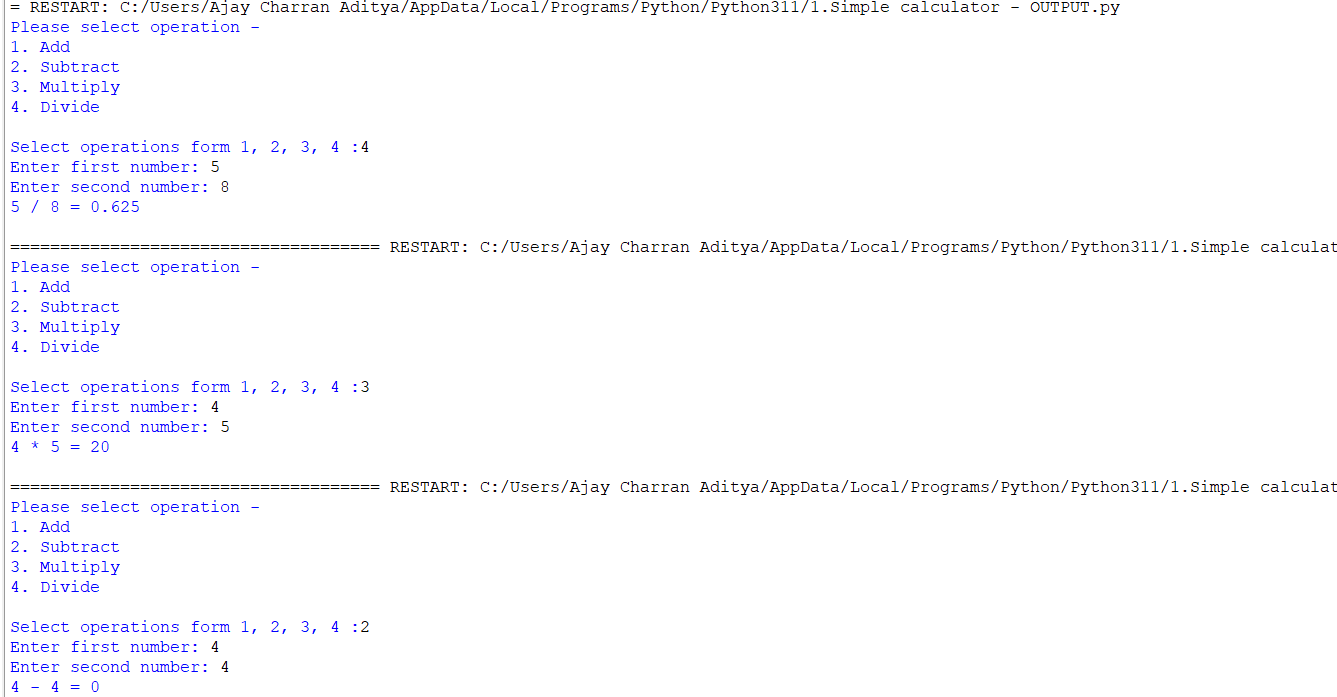 = RESTART: C:/Users/Ajay Charran Aditya/AppData/Local/Programs/Python/Python311/1.Simple calculator - OUTPUT.py
Please select operation -
1. Add
2. Subtract
3. Multiply
4. Divide
Select operations form 1, 2, 3, 4 :4
Enter first number: 5
Enter second number: 8
5 / 8 = 0.625
===================================== RESTART: C:/Users/Ajay Charran Aditya/AppData/Local/Programs/Python/Python311/1.Simple calculat
Please select operation -
1. Add
2. Subtract
3. Multiply
4. Divide
Select operations form 1, 2, 3, 4 :3
Enter first number: 4
Enter second number: 5
4 * 5 = 20
===================================== RESTART: C:/Users/Ajay Charran Aditya/AppData/Local/Programs/Python/Python311/1.Simple calculat
Please select operation -
1. Add
2. Subtract
3. Multiply
4. Divide
Select operations form 1, 2, 3, 4 :2
Enter first number: 4
Enter second number: 4
4 - 4 = 0